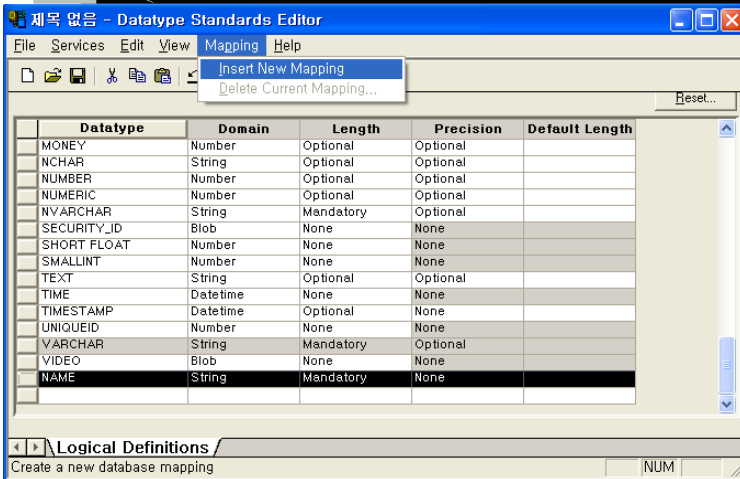 제목 없음 - Datatype Standards Editor
File Services Edit View Mapping Help
Insert New Mapping
Delete Current Mapping...
Reset...
Datatype Domain Length Precision Default Length
MONEY Number Optional Optional
NCHAR String Optional Optional
NUMBER Number Optional Optional
NUMERIC Number Optional Optional
NVARCHAR String Mandatory Optional
SECURITY_ID Blob None None
SHORT FLOAT Number None None
SMALLINT Number None None
TEXT String Optional Optional
TIME Datetime None None
TIMESTAMP Datetime Optional None
UNIQUEID Number None None
VARCHAR String Mandatory Optional
VIDEO Blob None None
NAME String Mandatory None
Logical Definitions
Create a new database mapping NUM